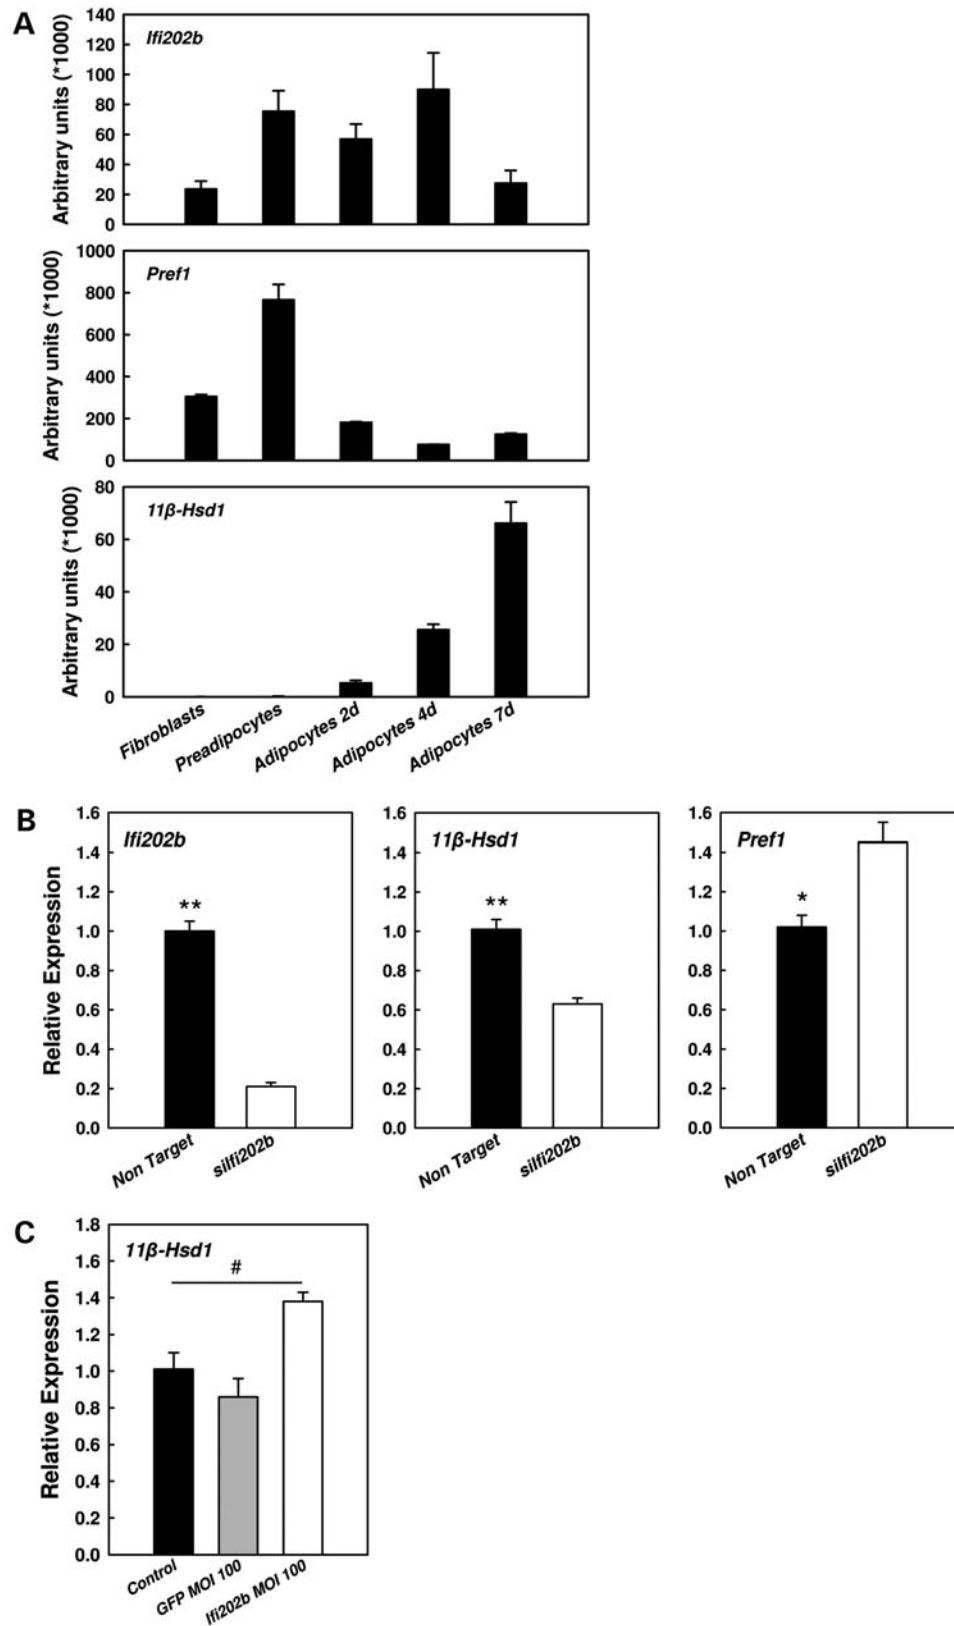 A
Ifi202b
Arbitrary units (*1000)
140
120
100
80
60
40
20
0
Pref1
Arbitrary units (*1000)
1000
800
600
400
200
0
11β-Hsd1
Arbitrary units (*1000)
80
60
40
20
0
Fibroblasts
Preadipocytes
Adipocytes 2d
Adipocytes 4d
Adipocytes 7d
B
Relative Expression
Ifi202b
1.6
1.4
1.2
1.0
0.8
0.6
0.4
0.2
0.0
**
Non Target
siIfi202b
11β-Hsd1
1.6
1.4
1.2
1.0
0.8
0.6
0.4
0.2
0.0
**
Non Target
siIfi202b
Pref1
1.6
1.4
1.2
1.0
0.8
0.6
0.4
0.2
0.0
*
Non Target
siIfi202b
C
Relative Expression
11β-Hsd1
1.8
1.6
1.4
1.2
1.0
0.8
0.6
0.4
0.2
0.0
#
Control
GFP MOI 100
Ifi202b MOI 100